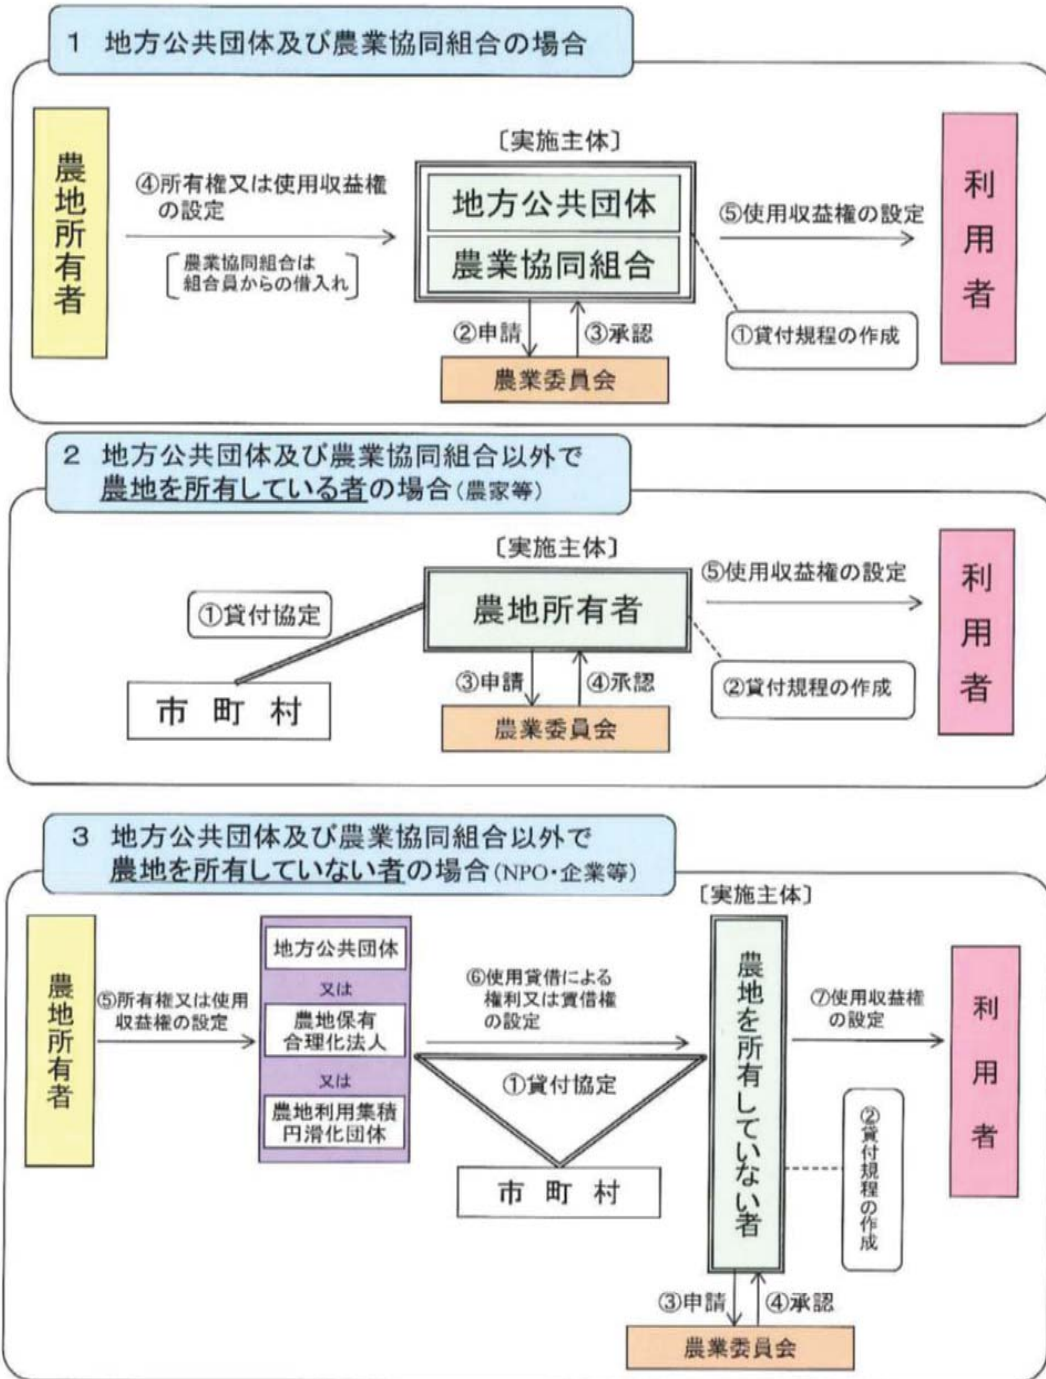 1 地方公共団体及び農業協同組合の場合
農地所有者
④所有権又は使用収益権
の設定
農業協同組合は
組合員からの借入れ
〔実施主体〕
地方公共団体
農業協同組合
②申請
③承認
農業委員会
⑤使用収益権の設定
①貸付規程の作成
利用者
2 地方公共団体及び農業協同組合以外で
農地を所有している者の場合(農家等)
①貸付協定
市町村
〔実施主体〕
農地所有者
③申請
④承認
農業委員会
⑤使用収益権の設定
②貸付規程の作成
利用者
3 地方公共団体及び農業協同組合以外で
農地を所有していない者の場合(NPO・企業等)
農地所有者
⑤所有権又は使用
収益権の設定
地方公共団体
又は
農地保有
合理化法人
又は
農地利用集積
円滑化団体
⑥使用貸借による
権利又は賃借権
の設定
①貸付協定
市町村
〔実施主体〕
農地を所有していない者
③申請
④承認
農業委員会
⑦使用収益権
の設定
②貸付規程の作成
利用者